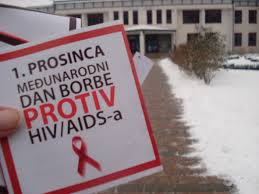 1. PROSINCA
MEĐUNARODNI
DAN BORBE
PROTIV
HIV/AIDS-a